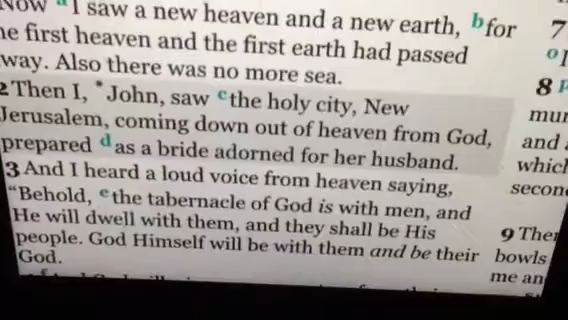 Now a I saw a new heaven and a new earth, b for
he first heaven and the first earth had passed
way. Also there was no more sea.
2 Then I, *John, saw c the holy city, New
Jerusalem, coming down out of heaven from God,
prepared d as a bride adorned for her husband.
3 And I heard a loud voice from heaven saying,
“Behold, e the tabernacle of God is with men, and
He will dwell with them, and they shall be His
people. God Himself will be with them and be their
God.
7
o
8
mur
and
which
secon
9 Then
bowls
me an